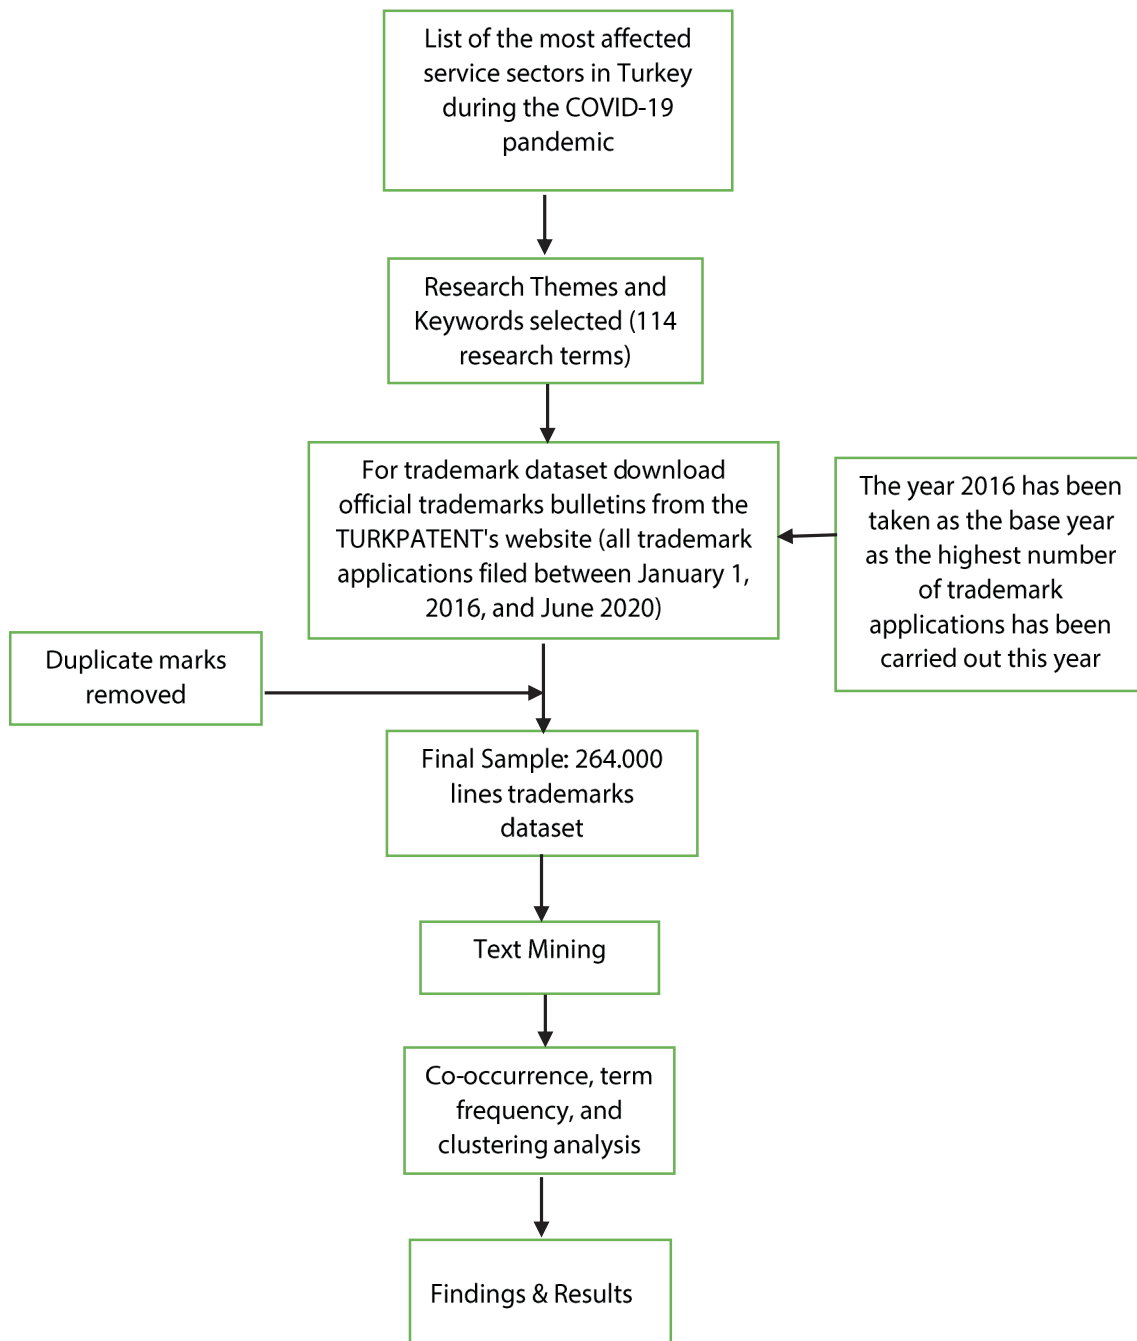 List of the most affected
service sectors in Turkey
during the COVID-19
pandemic
Research Themes and
Keywords selected (114
research terms)
For trademark dataset download
official trademarks bulletins from the
TURKPATENT's website (all trademark
applications filed between January 1,
2016, and June 2020)
The year 2016 has been
taken as the base year
as the highest number
of trademark
applications has been
carried out this year
Duplicate marks
removed
Final Sample: 264.000
lines trademarks
dataset
Text Mining
Co-occurrence, term
frequency, and
clustering analysis
Findings & Results